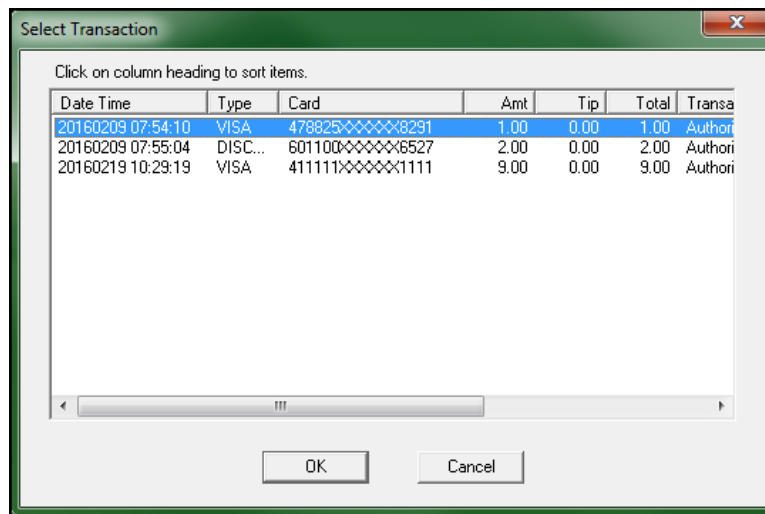 Select Transaction
Click on column heading to sort items.
Date Time Type Card Amt Tip Total Transa
20160209 07:54:10 VISA 478825XXXXXX8291 1.00 0.00 1.00 Authori
20160209 07:55:04 DISC... 601100XXXXXX6527 2.00 0.00 2.00 Authori
20160219 10:29:19 VISA 411111XXXXXX1111 9.00 0.00 9.00 Authori
OK Cancel